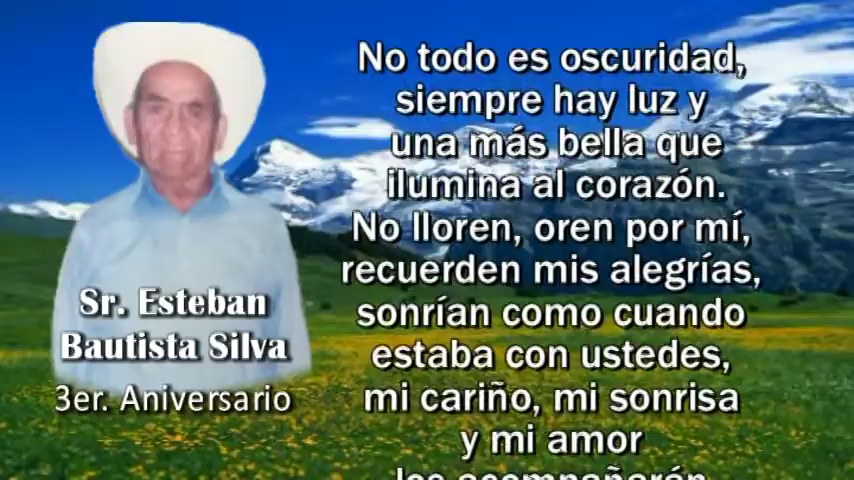 No todo es oscuridad,
siempre hay luz y
una más bella que
ilumina al corazón.
No lloren, oren por mí,
recuerden mis alegrías,
sonrían como cuando
estaba con ustedes,
mi cariño, mi sonrisa
y mi amor
los acompañarán
Sr. Esteban
Bautista Silva
3er. Aniversario